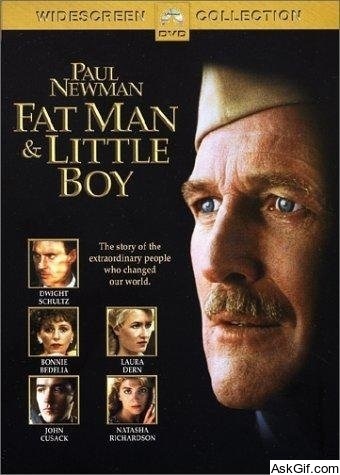 WIDESCREEN COLLECTION
DVD
PAUL
NEWMAN
FAT MAN
& LITTLE
BOY
The story of the
extraordinary people
who changed
our world.
DWIGHT
SCHULTZ
BONNIE
BEDELIA
LAURA
DERN
JOHN
CUSACK
NATASHA
RICHARDSON
AskGif.com